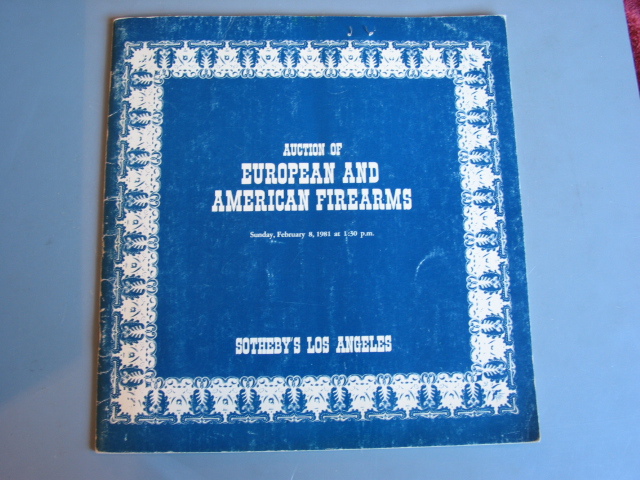 AUCTION OF
EUROPEAN AND
AMERICAN FIREARMS
Sunday, February 8, 1981 at 1:30 p.m.
SOTHEBY'S LOS ANGELES